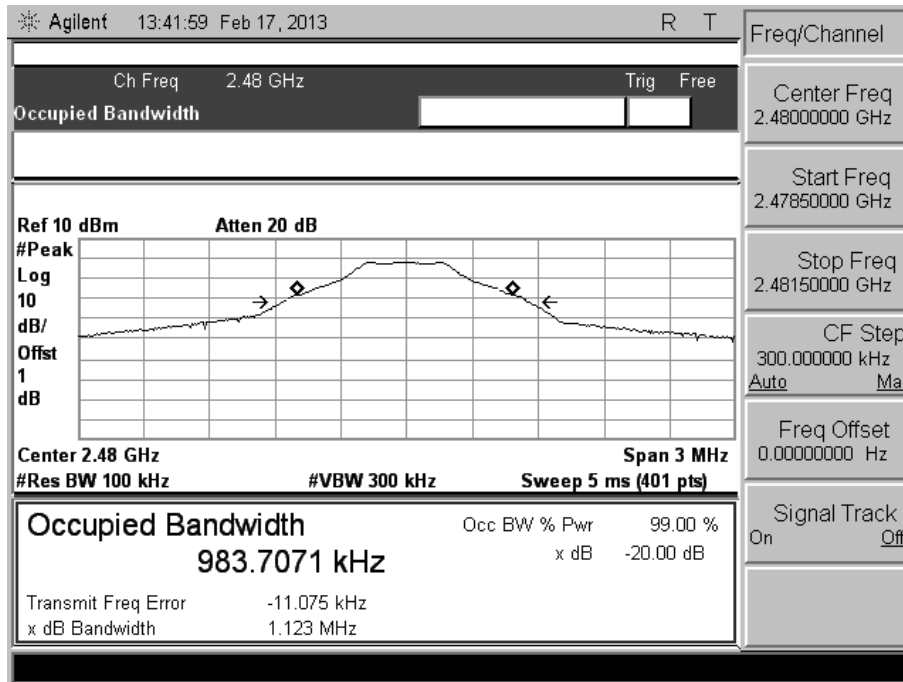 Agilent 13:41:59 Feb 17, 2013 R T
Ch Freq 2.48 GHz Trig Free
Occupied Bandwidth
Ref 10 dBm Atten 20 dB
#Peak
Log
10
dB/
Offst
1
dB
Center 2.48 GHz Span 3 MHz
#Res BW 100 kHz #VBW 300 kHz Sweep 5 ms (401 pts)
Occupied Bandwidth Occ BW % Pwr 99.00 %
983.7071 kHz x dB -20.00 dB
Transmit Freq Error -11.075 kHz
x dB Bandwidth 1.123 MHz
Freq/Channel
Center Freq
2.48000000 GHz
Start Freq
2.47850000 GHz
Stop Freq
2.48150000 GHz
CF Step
300.000000 kHz
Auto Ma
Freq Offset
0.00000000 Hz
Signal Track
On Off